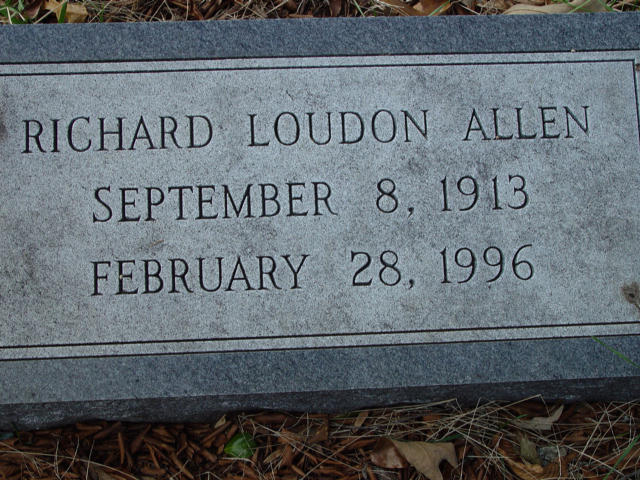 RICHARD LOUDON ALLEN
SEPTEMBER 8, 1913
FEBRUARY 28, 1996